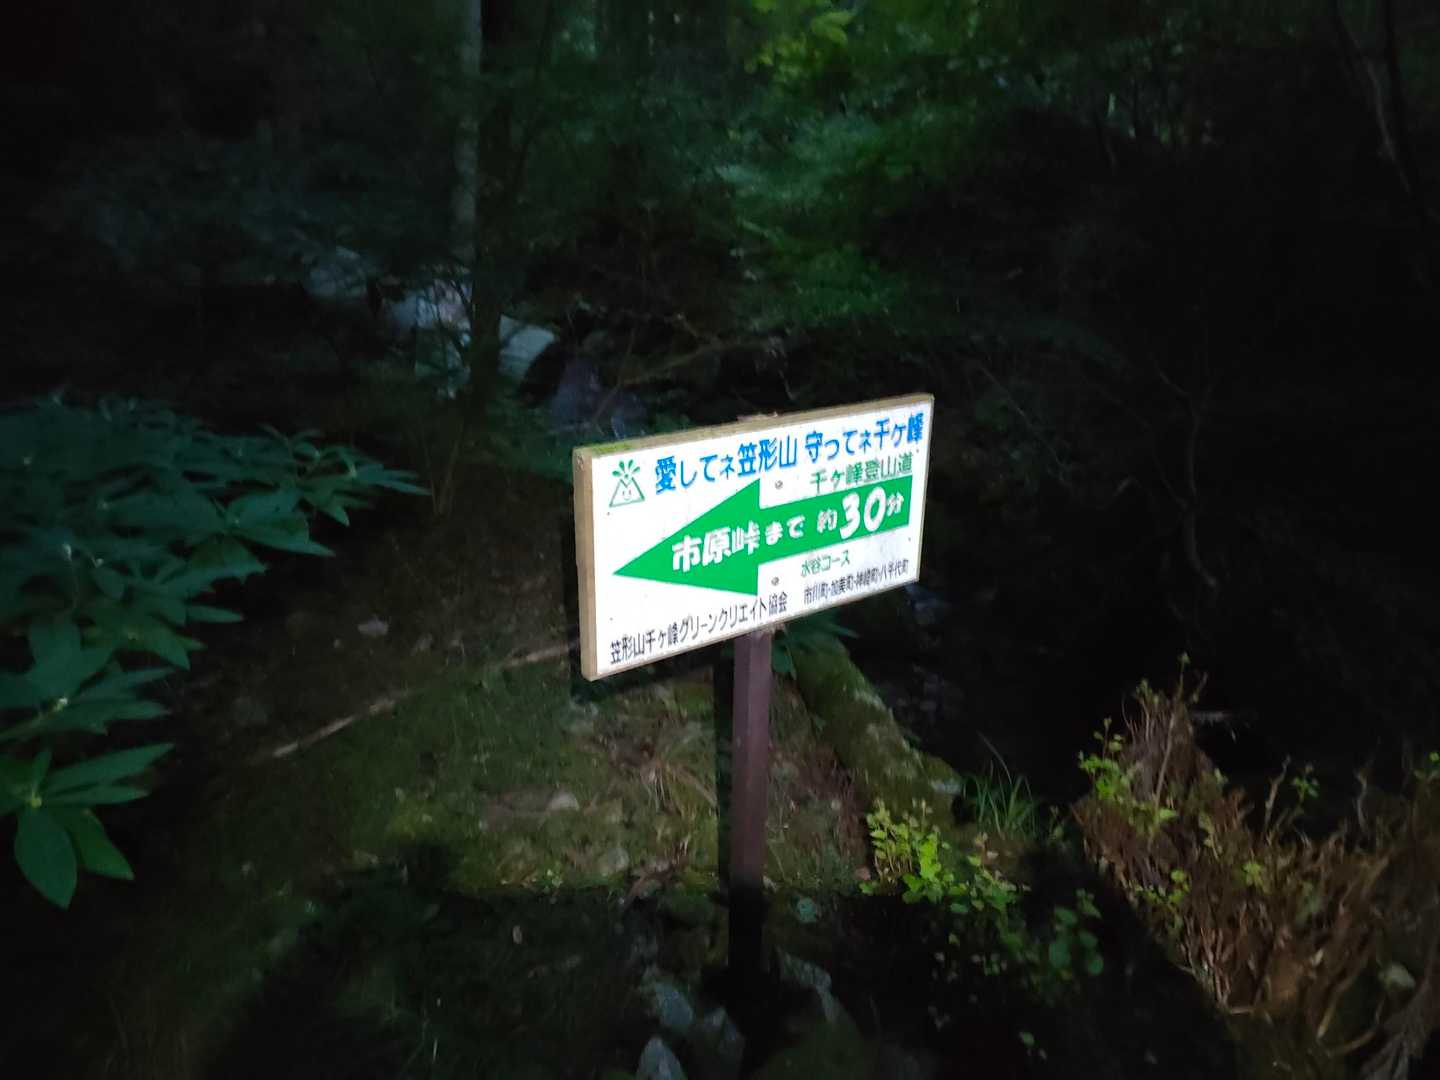 愛してネ笠形山 守ってネ千ヶ峰
千ヶ峰登山道
市原峠まで 約30分
水谷コース
笠形山千ヶ峰グリーンクリエイト協会 市川町・加美町・神崎町・八千代町